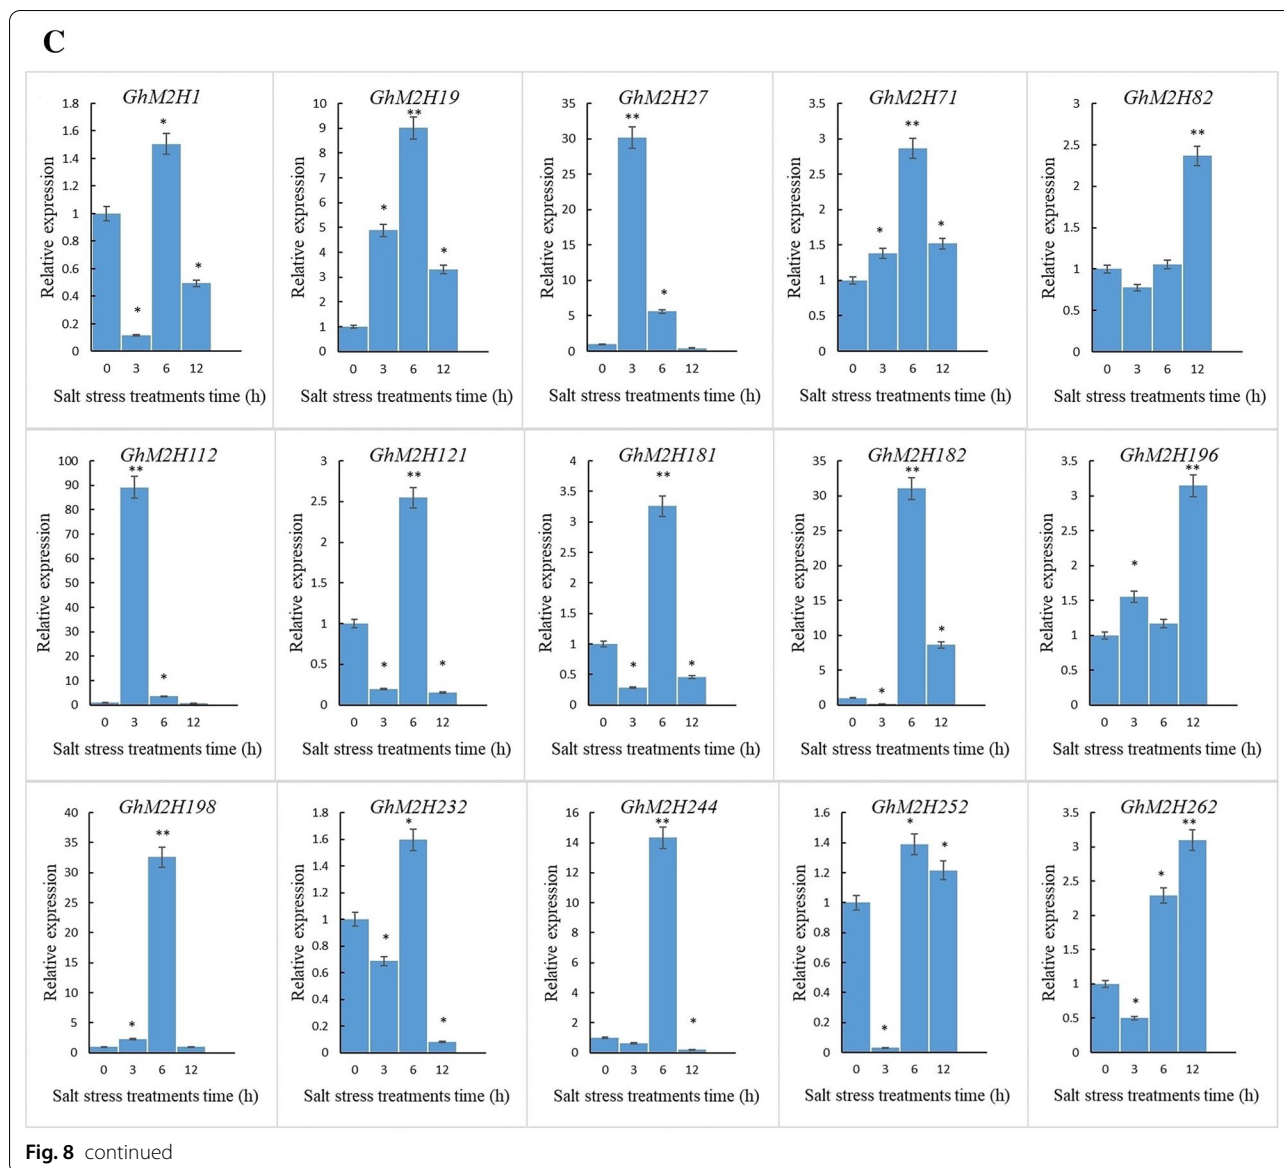 C
GhM2H1
Relative expression
1.8
1.6
1.4
1.2
1
0.8
0.6
0.4
0.2
0
*
*
*
0 3 6 12
Salt stress treatments time (h)
GhM2H19
Relative expression
10
9
8
7
6
5
4
3
2
1
0
*
**
*
0 3 6 12
Salt stress treatments time (h)
GhM2H27
Relative expression
35
30
25
20
15
10
5
0
**
*
0 3 6 12
Salt stress treatments time (h)
GhM2H71
Relative expression
3.5
3
2.5
2
1.5
1
0.5
0
*
**
*
0 3 6 12
Salt stress treatments time (h)
GhM2H82
Relative expression
3
2.5
2
1.5
1
0.5
0
**
0 3 6 12
Salt stress treatments time (h)
GhM2H112
Relative expression
100
90
80
70
60
50
40
30
20
10
0
**
*
0 3 6 12
Salt stress treatments time (h)
GhM2H121
Relative expression
3
2.5
2
1.5
1
0.5
0
*
**
*
0 3 6 12
Salt stress treatments time (h)
GhM2H181
Relative expression
4
3.5
3
2.5
2
1.5
1
0.5
0
*
**
*
0 3 6 12
Salt stress treatments time (h)
GhM2H182
Relative expression
35
30
25
20
15
10
5
0
*
**
*
0 3 6 12
Salt stress treatments time (h)
GhM2H196
Relative expression
3.5
3
2.5
2
1.5
1
0.5
0
*
**
0 3 6 12
Salt stress treatments time (h)
GhM2H198
Relative expression
40
35
30
25
20
15
10
5
0
*
**
0 3 6 12
Salt stress treatments time (h)
GhM2H232
Relative expression
1.8
1.6
1.4
1.2
1
0.8
0.6
0.4
0.2
0
*
*
*
0 3 6 12
Salt stress treatments time (h)
GhM2H244
Relative expression
16
14
12
10
8
6
4
2
0
**
*
0 3 6 12
Salt stress treatments time (h)
GhM2H252
Relative expression
1.6
1.4
1.2
1
0.8
0.6
0.4
0.2
0
*
*
*
0 3 6 12
Salt stress treatments time (h)
GhM2H262
Relative expression
3.5
3
2.5
2
1.5
1
0.5
0
*
*
**
0 3 6 12
Salt stress treatments time (h)
Fig. 8 continued